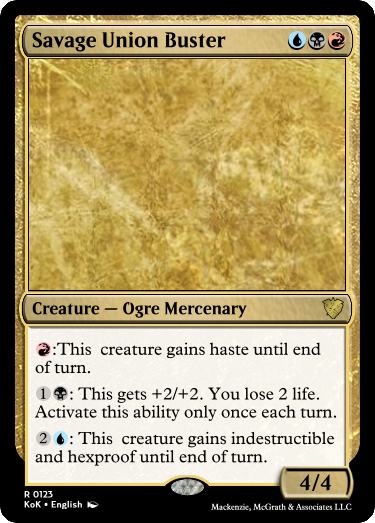 Savage Union Buster
Creature — Ogre Mercenary
:This  creature gains haste until end
of turn.
1 : This gets +2/+2. You lose 2 life.
Activate this ability only once each turn.
2 : This  creature gains indestructible
and hexproof until end of turn.
4/4
R 0123
KoK • English
Mackenzie, McGrath & Associates LLC